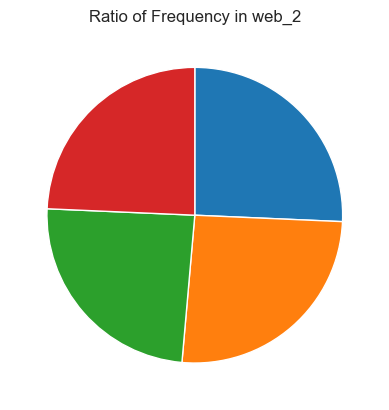 Ratio of Frequency in web_2